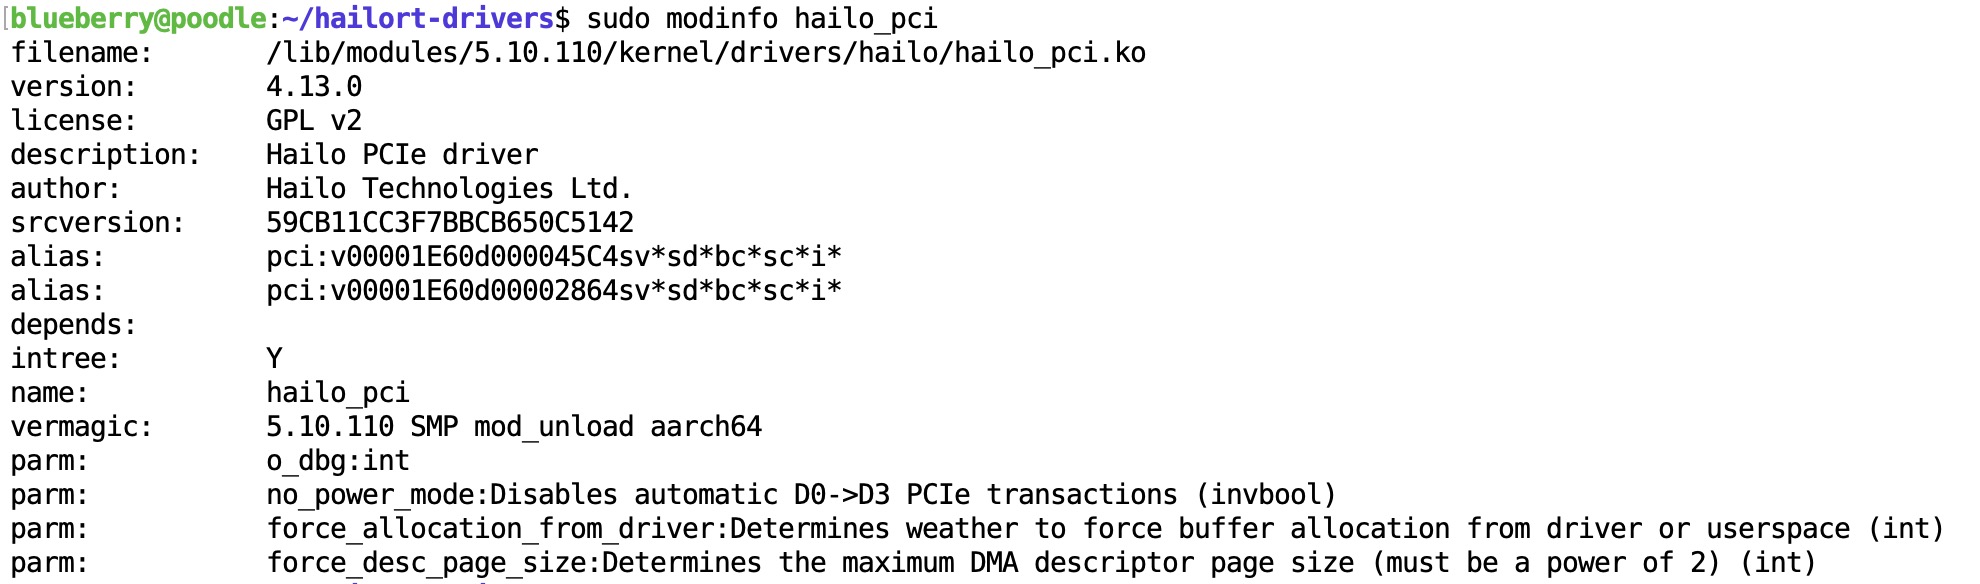 blueberry@poodle:~/hailort-drivers$ sudo modinfo hailo_pci
filename:       /lib/modules/5.10.110/kernel/drivers/hailo/hailo_pci.ko
version:        4.13.0
license:        GPL v2
description:    Hailo PCIe driver
author:         Hailo Technologies Ltd.
srcversion:     59CB11CC3F7BBCB650C5142
alias:          pci:v00001E60d000045C4sv*sd*bc*sc*i*
alias:          pci:v00001E60d00002864sv*sd*bc*sc*i*
depends:
intree:         Y
name:           hailo_pci
vermagic:       5.10.110 SMP mod_unload aarch64
parm:           o_dbg:int
parm:           no_power_mode:Disables automatic D0->D3 PCIe transactions (invbool)
parm:           force_allocation_from_driver:Determines weather to force buffer allocation from driver or userspace (int)
parm:           force_desc_page_size:Determines the maximum DMA descriptor page size (must be a power of 2) (int)